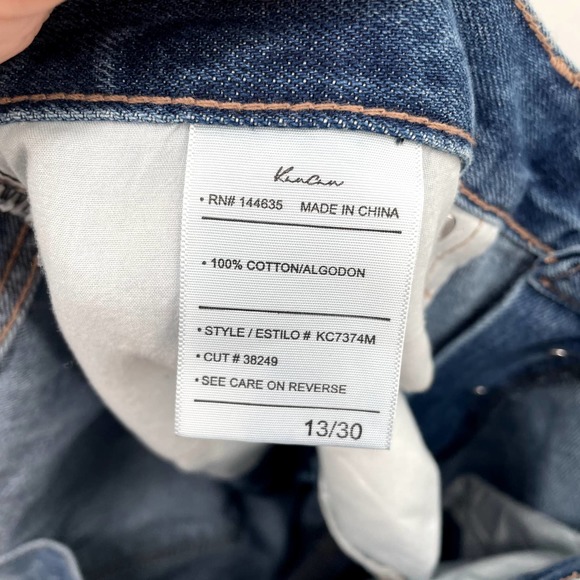 KanCan
• RN# 144635 MADE IN CHINA
• 100% COTTON/ALGODON
• STYLE / ESTILO # KC7374M
• CUT # 38249
• SEE CARE ON REVERSE
13/30